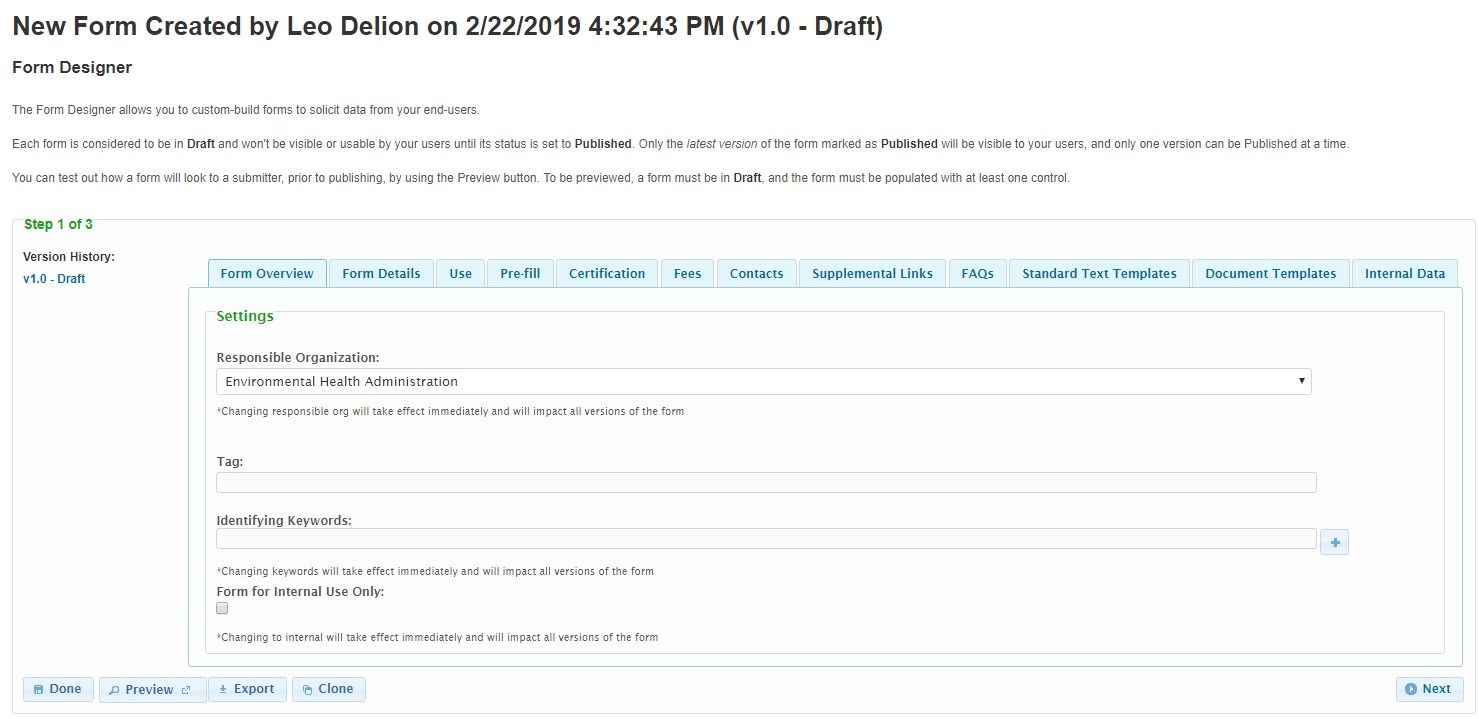 New Form Created by Leo Delion on 2/22/2019 4:32:43 PM (v1.0 - Draft)
Form Designer
The Form Designer allows you to custom-build forms to solicit data from your end-users.
Each form is considered to be in Draft and won't be visible or usable by your users until its status is set to Published. Only the latest version of the form marked as Published will be visible to your users, and only one version can be Published at a time.
You can test out how a form will look to a submitter, prior to publishing, by using the Preview button. To be previewed, a form must be in Draft, and the form must be populated with at least one control.
Step 1 of 3
Version History:
v1.0 - Draft
Form Overview Form Details Use Pre-fill Certification Fees Contacts Supplemental Links FAQs Standard Text Templates Document Templates Internal Data
Settings
Responsible Organization:
Environmental Health Administration
*Changing responsible org will take effect immediately and will impact all versions of the form
Tag:
Identifying Keywords:
*Changing keywords will take effect immediately and will impact all versions of the form
Form for Internal Use Only:
*Changing to internal will take effect immediately and will impact all versions of the form
Done Preview Export Clone Next